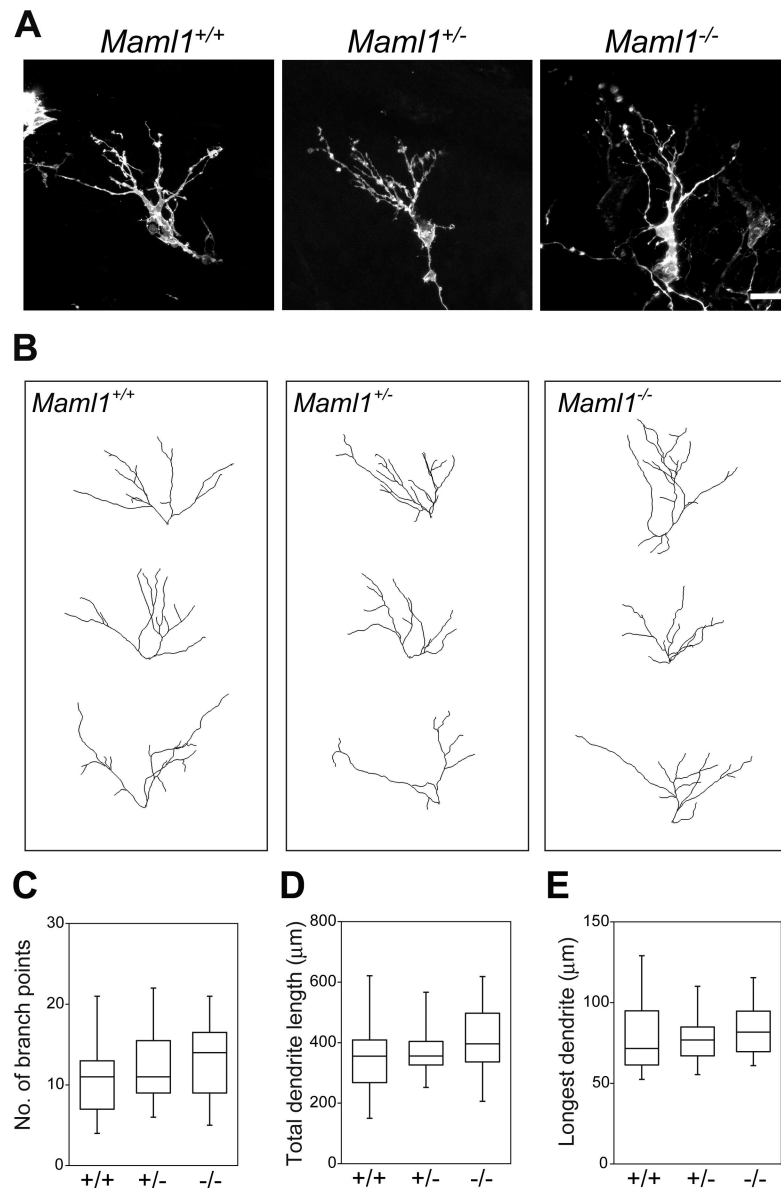 A
Maml1+/+ Maml1+/- Maml1-/-
B
Maml1+/+ Maml1+/- Maml1-/-
C D E
No. of branch points
30
20
10
0
+/+ +/- -/-
Total dendrite length (μm)
800
600
400
200
0
+/+ +/- -/-
Longest dendrite (μm)
150
100
50
0
+/+ +/- -/-